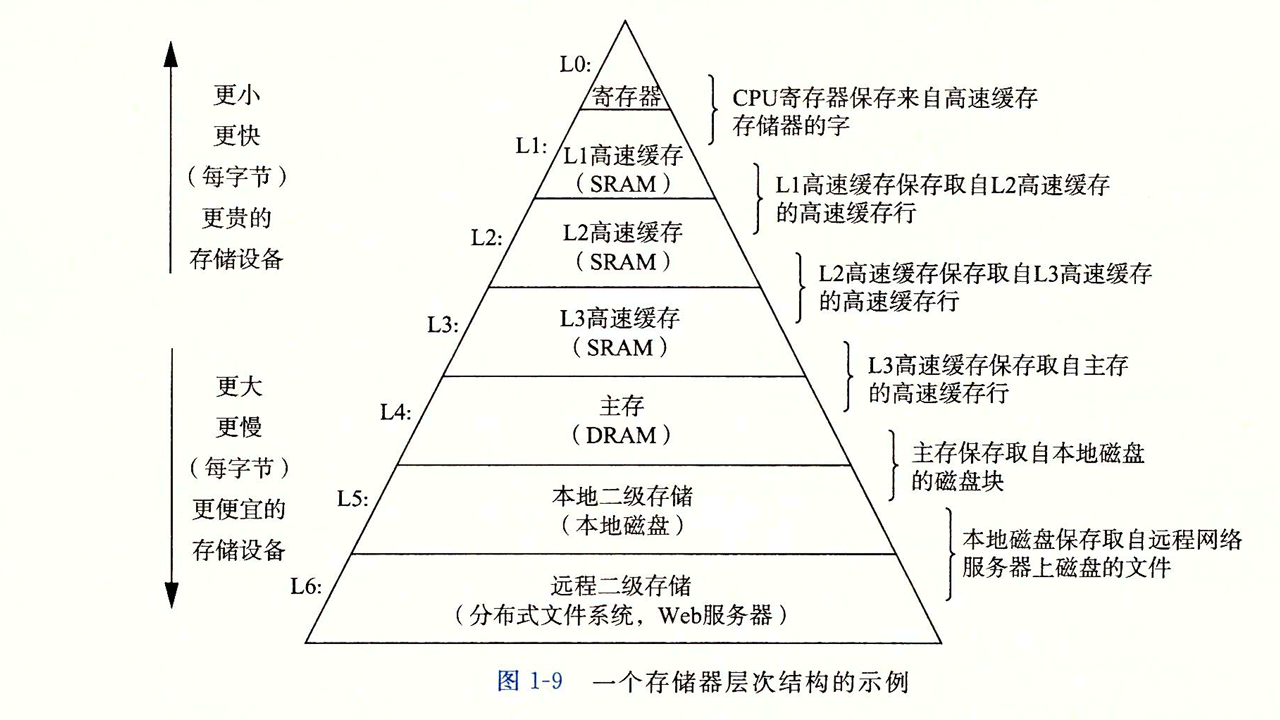 更小
更快
（每字节）
更贵的
存储设备
更大
更慢
（每字节）
更便宜的
存储设备
L0:
寄存器
L1:
L1高速缓存
（SRAM）
L2:
L2高速缓存
（SRAM）
L3:
L3高速缓存
（SRAM）
L4:
主存
（DRAM）
L5:
本地二级存储
（本地磁盘）
L6:
远程二级存储
（分布式文件系统，Web服务器）
CPU寄存器保存来自高速缓存
存储器的字
L1高速缓存保存取自L2高速缓存
的高速缓存行
L2高速缓存保存取自L3高速缓存
的高速缓存行
L3高速缓存保存取自主存
的高速缓存行
主存保存取自本地磁盘
的磁盘块
本地磁盘保存取自远程网络
服务器上磁盘的文件
图 1-9 一个存储器层次结构的示例